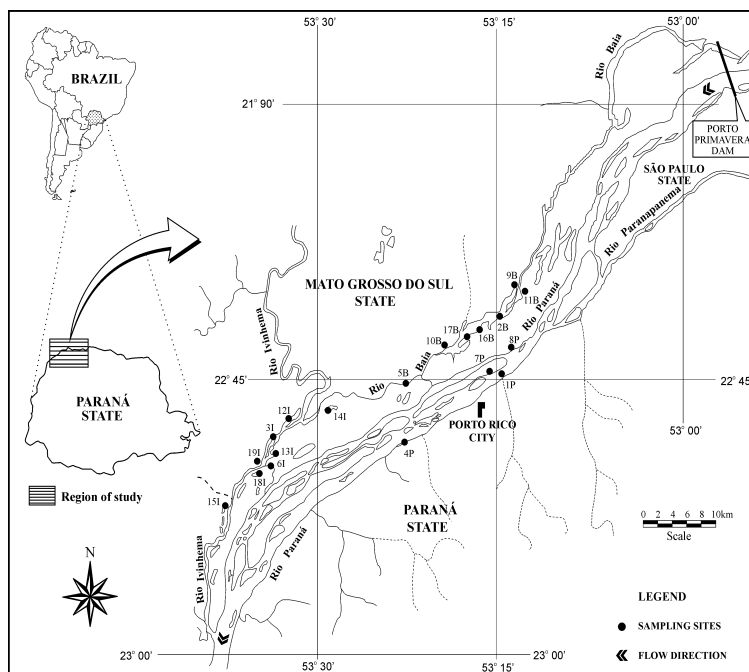 53° 30'
53° 15'
53° 00'
BRAZIL
Rio Baia
21° 90'
PORTO
PRIMAVERA
DAM
SÃO PAULO
STATE
Rio Paranapanema
MATO GROSSO DO SUL
STATE
Rio Ivinhema
9B
11B
2B
Rio Paraná
17B
16B
10B
8P
7P
1P
Rio Baia
5B
22° 45'
22° 45'
PARANÁ
STATE
12I
14I
3I
PORTO RICO
CITY
53° 00'
13I
19I
6I
18I
4P
15I
Region of study
PARANÁ
STATE
0 2 4 6 8 10km
Scale
Rio Paraná
Rio Ivinhema
N
LEGEND
SAMPLING SITES
FLOW DIRECTION
23° 00'
53° 30'
53° 15'
23° 00'